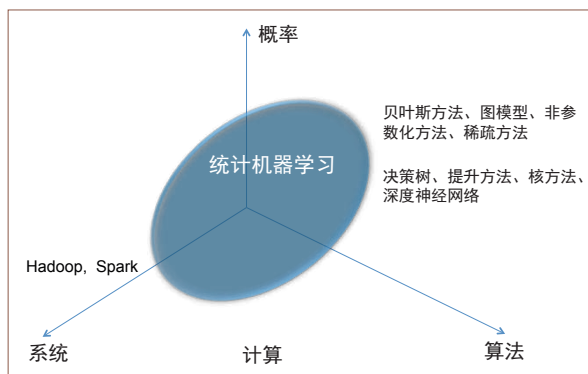 概率
贝叶斯方法、图模型、非参
数化方法、稀疏方法
统计机器学习
决策树、提升方法、核方法、
深度神经网络
Hadoop, Spark
系统
计算
算法